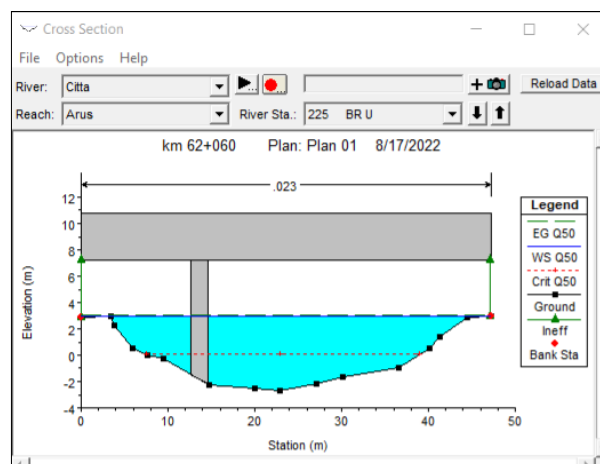 Cross Section
File Options Help
River: Citta Reload Data
Reach: Arus River Sta.: 225 BR U
km 62+060 Plan: Plan 01 8/17/2022
.023
12
10
8
6
4
2
0
-2
-4
Elevation (m)
0 10 20 30 40 50
Station (m)
Legend
EG Q50
WS Q50
Crit Q50
Ground
Ineff
Bank Sta